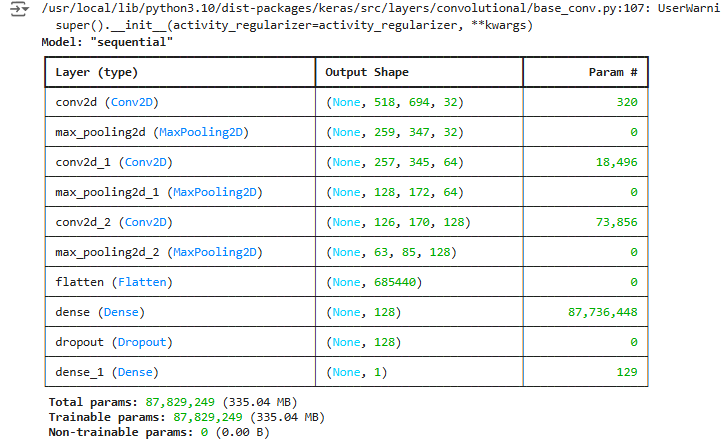 /usr/local/lib/python3.10/dist-packages/keras/src/layers/convolutional/base_conv.py:107: UserWarni
super().__init__(activity_regularizer=activity_regularizer, **kwargs)
Model: "sequential"
Layer (type) Output Shape Param #
conv2d (Conv2D) (None, 518, 694, 32) 320
max_pooling2d (MaxPooling2D) (None, 259, 347, 32) 0
conv2d_1 (Conv2D) (None, 257, 345, 64) 18,496
max_pooling2d_1 (MaxPooling2D) (None, 128, 172, 64) 0
conv2d_2 (Conv2D) (None, 126, 170, 128) 73,856
max_pooling2d_2 (MaxPooling2D) (None, 63, 85, 128) 0
flatten (Flatten) (None, 685440) 0
dense (Dense) (None, 128) 87,736,448
dropout (Dropout) (None, 128) 0
dense_1 (Dense) (None, 1) 129
Total params: 87,829,249 (335.04 MB)
Trainable params: 87,829,249 (335.04 MB)
Non-trainable params: 0 (0.00 B)